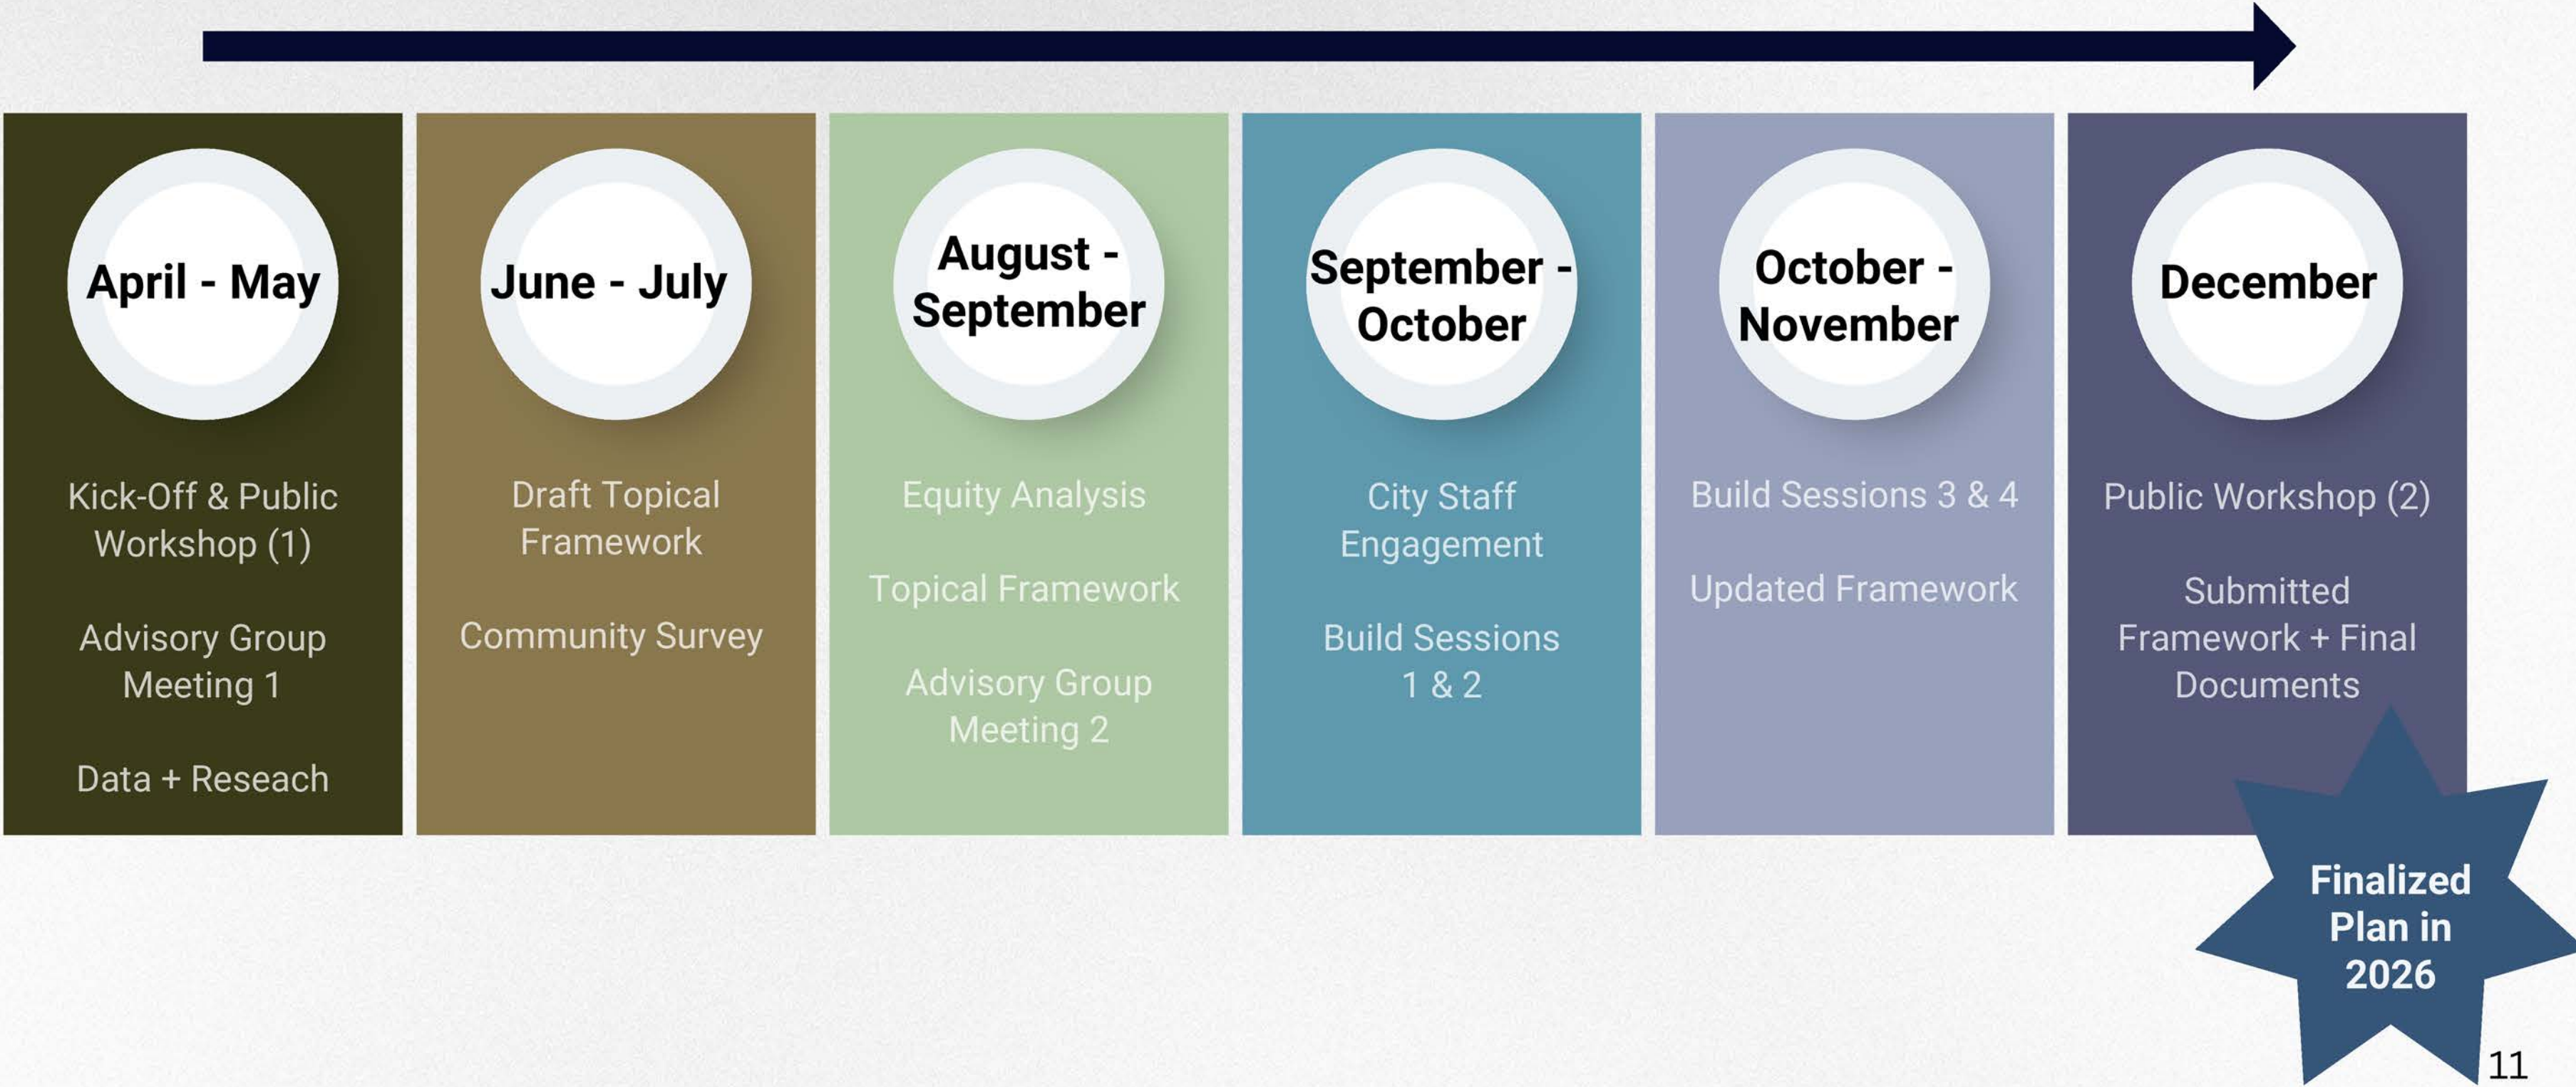 April - May
Kick-Off & Public
Workshop (1)
Advisory Group
Meeting 1
Data + Reseach
June - July
Draft Topical
Framework
Community Survey
August -
September
Equity Analysis
Topical Framework
Advisory Group
Meeting 2
September -
October
City Staff
Engagement
Build Sessions
1 & 2
October -
November
Build Sessions 3 & 4
Updated Framework
December
Public Workshop (2)
Submitted
Framework + Final
Documents
Finalized
Plan in
2026
11